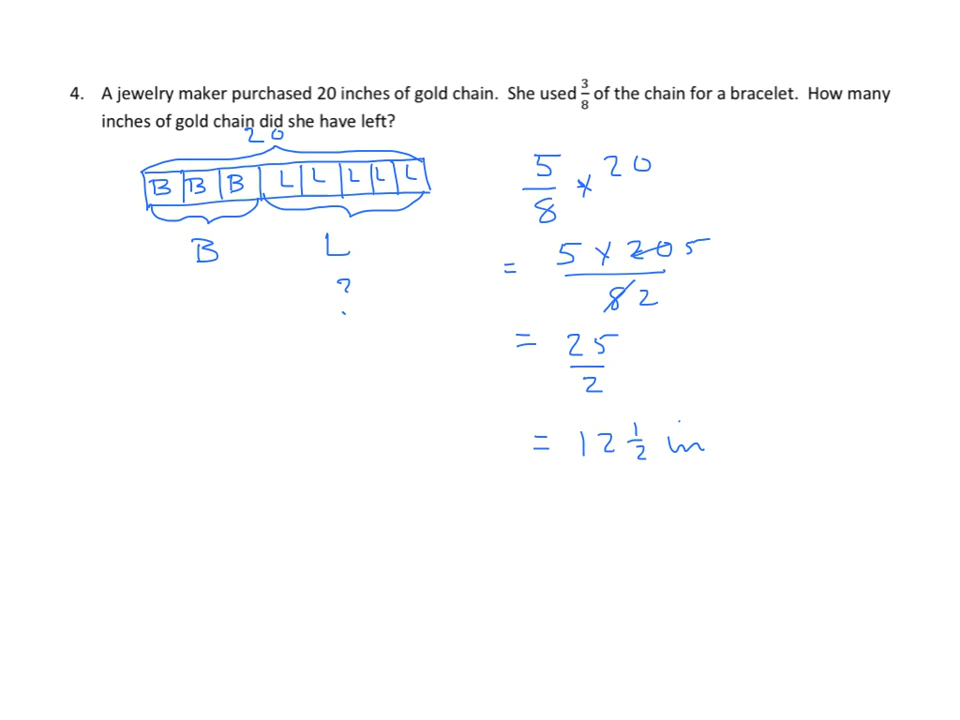 4. A jewelry maker purchased 20 inches of gold chain. She used 3/8 of the chain for a bracelet. How many
inches of gold chain did she have left?
20
B B B L L L L L
B L
?
5/8 × 20
= 5 × 20 5 / 8 2
= 25/2
= 12 1/2 in